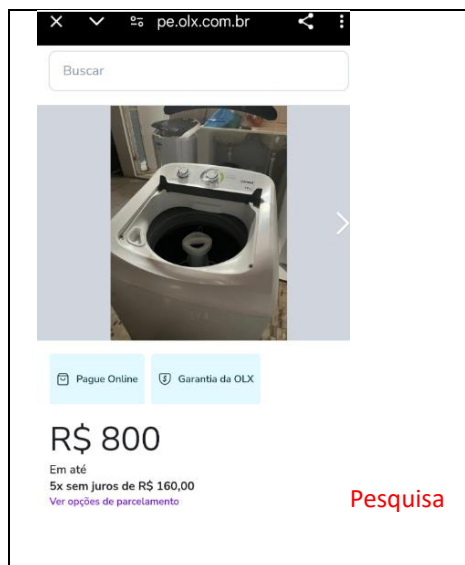 pe.olx.com.br
Buscar
Pague Online
Garantia da OLX
R$ 800
Em até
5x sem juros de R$ 160,00
Ver opções de parcelamento
Pesquisa